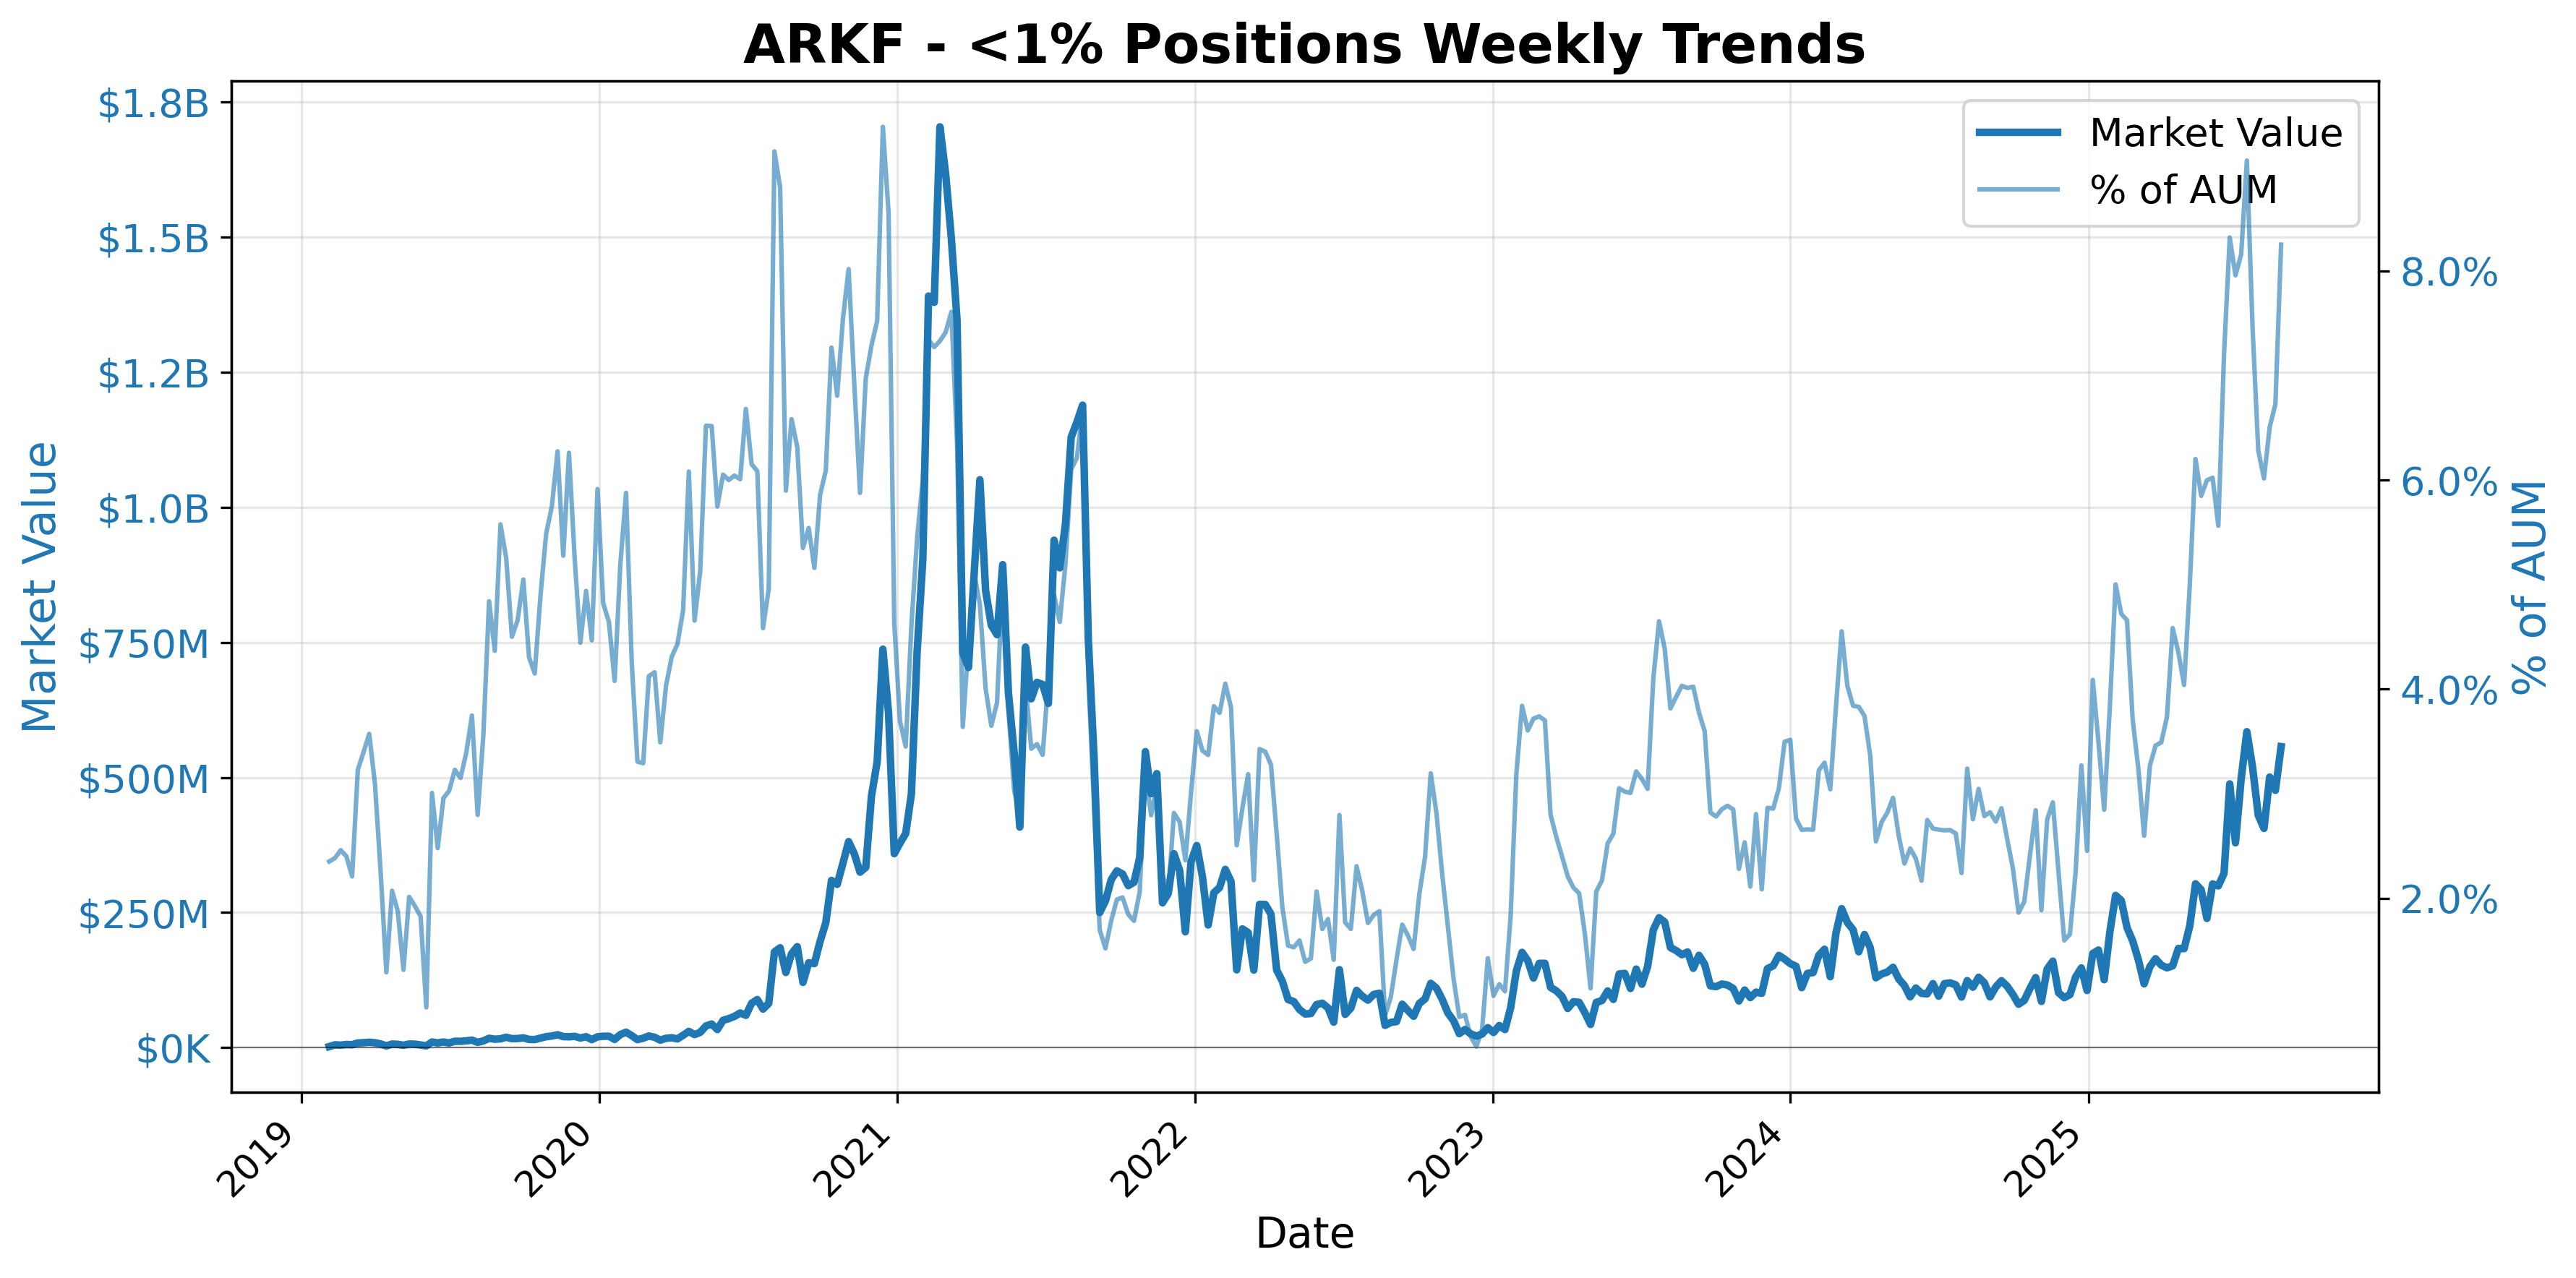 ARKF - <1% Positions Weekly Trends
Market Value
% of AUM
$1.8B
$1.5B
$1.2B
$1.0B
$750M
$500M
$250M
$0K
Market Value
8.0%
6.0%
4.0%
2.0%
% of AUM
2019
2020
2021
2022
2023
2024
2025
Date